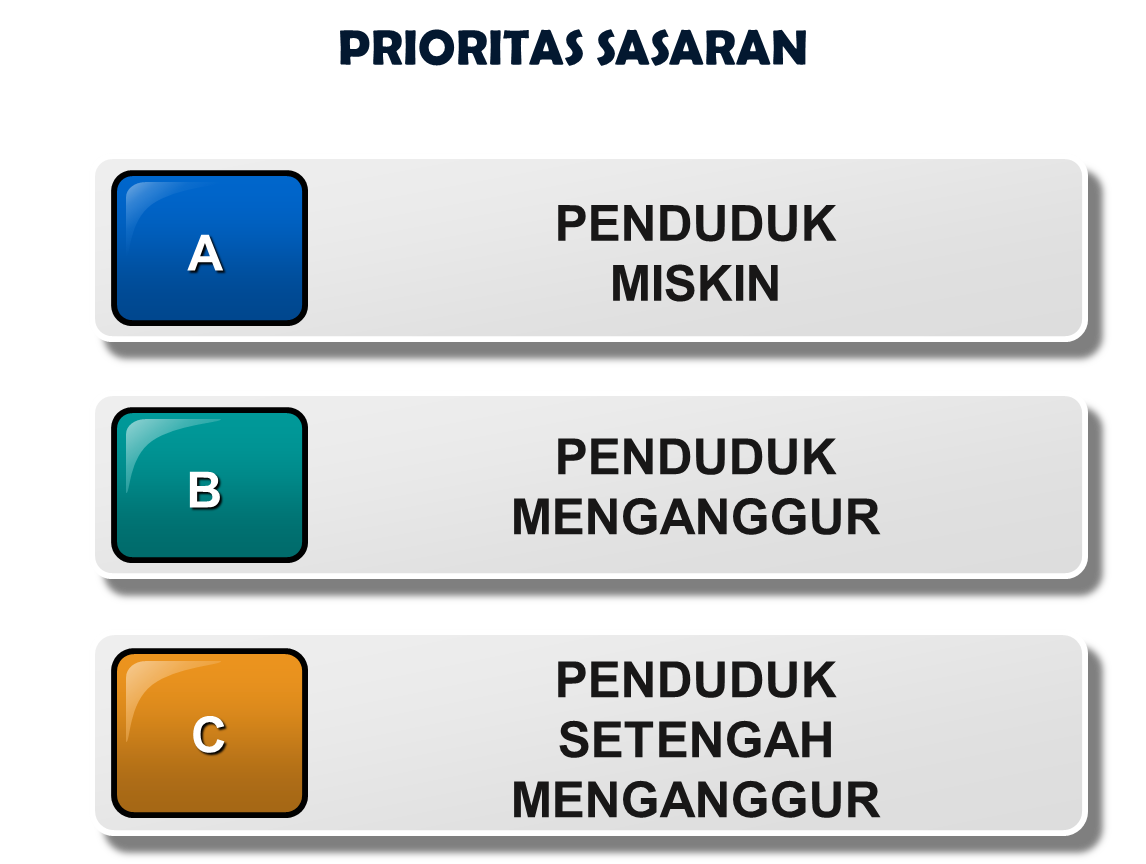 PRIORITAS SASARAN
A
PENDUDUK
MISKIN
B
PENDUDUK
MENGANGGUR
C
PENDUDUK
SETENGAH
MENGANGGUR